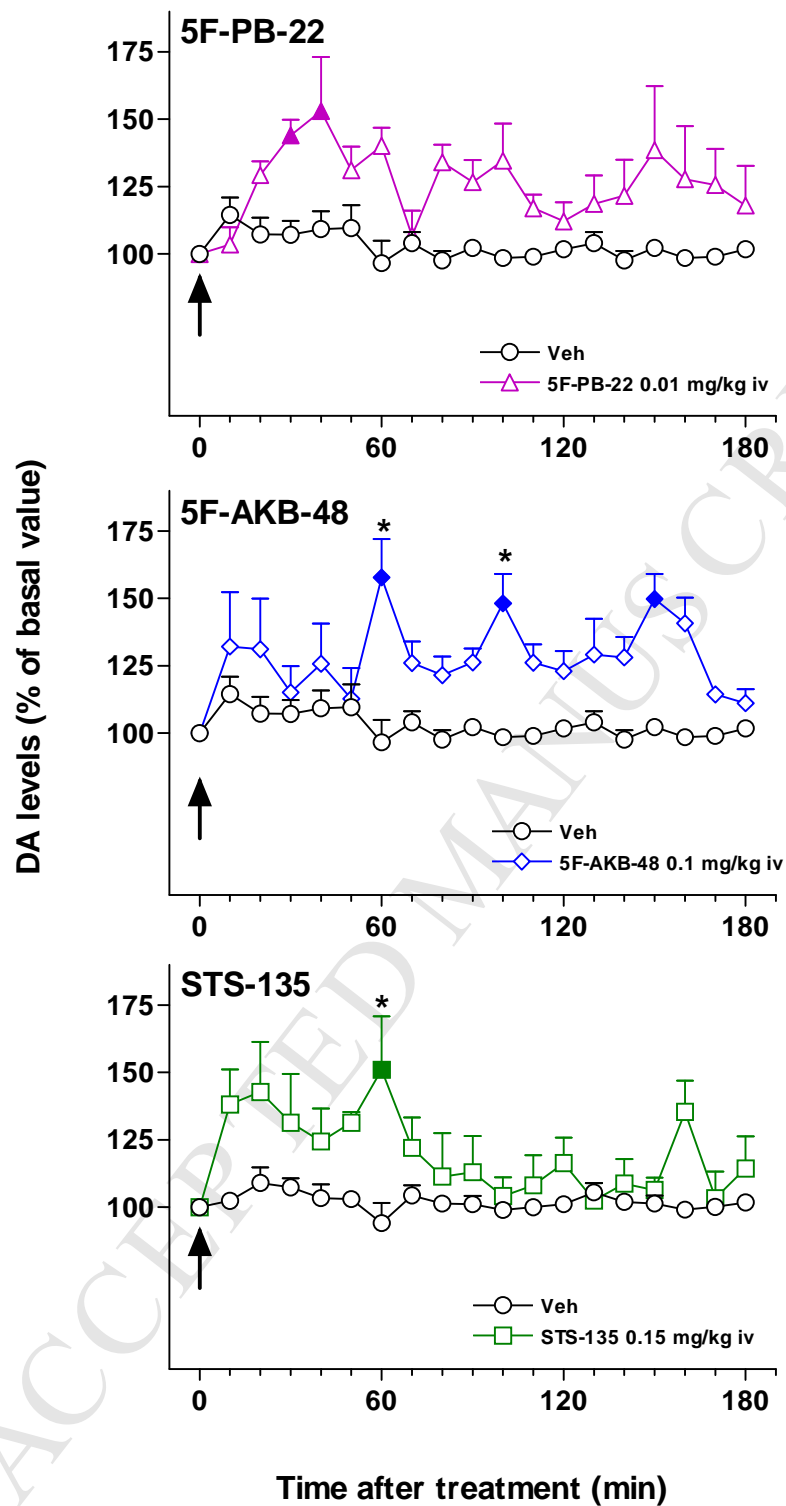 5F-PB-22
175
150
125
100
Veh
5F-PB-22 0.01 mg/kg iv
0 60 120 180
DA levels (% of basal value)
5F-AKB-48
175
*
*
150
125
100
Veh
5F-AKB-48 0.1 mg/kg iv
0 60 120 180
STS-135
175
*
150
125
100
Veh
STS-135 0.15 mg/kg iv
0 60 120 180
Time after treatment (min)
ACCEPTED MANUSCRI